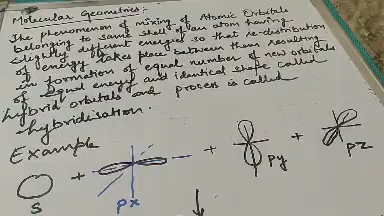 Molecular Geometries:-
The phenomenon of mixing of Atomic Orbitals
belonging to same shell of an atom having
slightly different energies so that re-distribution
of energy takes place between them resulting
in formation of equal number of new orbitals
of equal energy and identical shape called
hybrid orbitals and process is called
hybridisation.
Example
+ + +
S px py pz